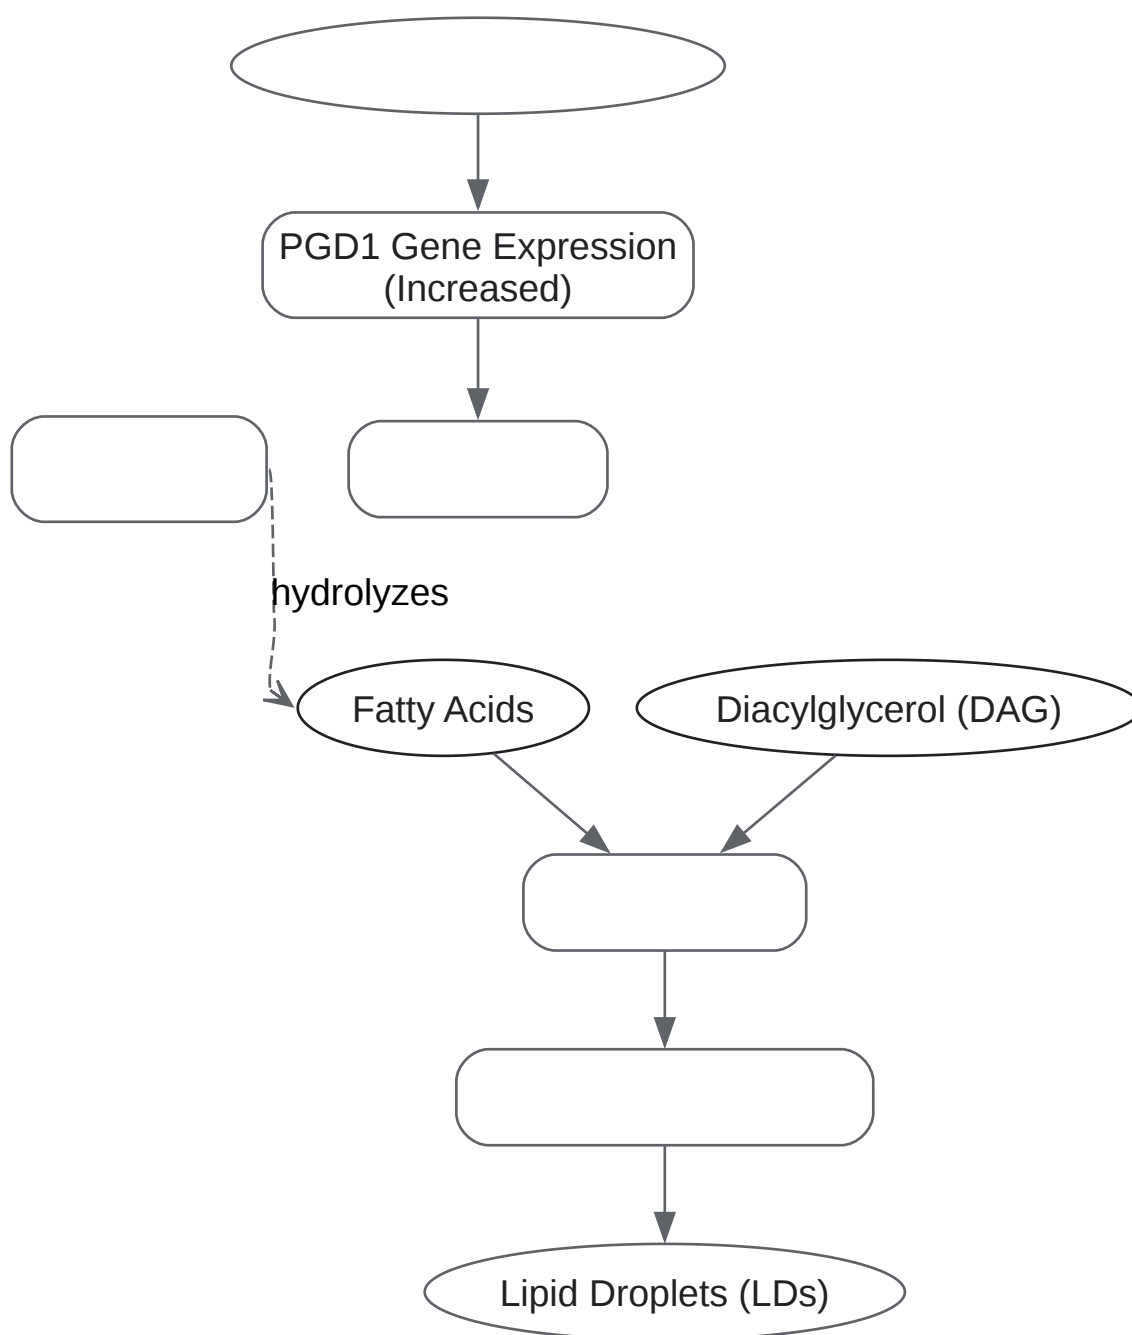 PGD1 Gene Expression
(Increased)
hydrolyzes
Fatty Acids
Diacylglycerol (DAG)
Lipid Droplets (LDs)